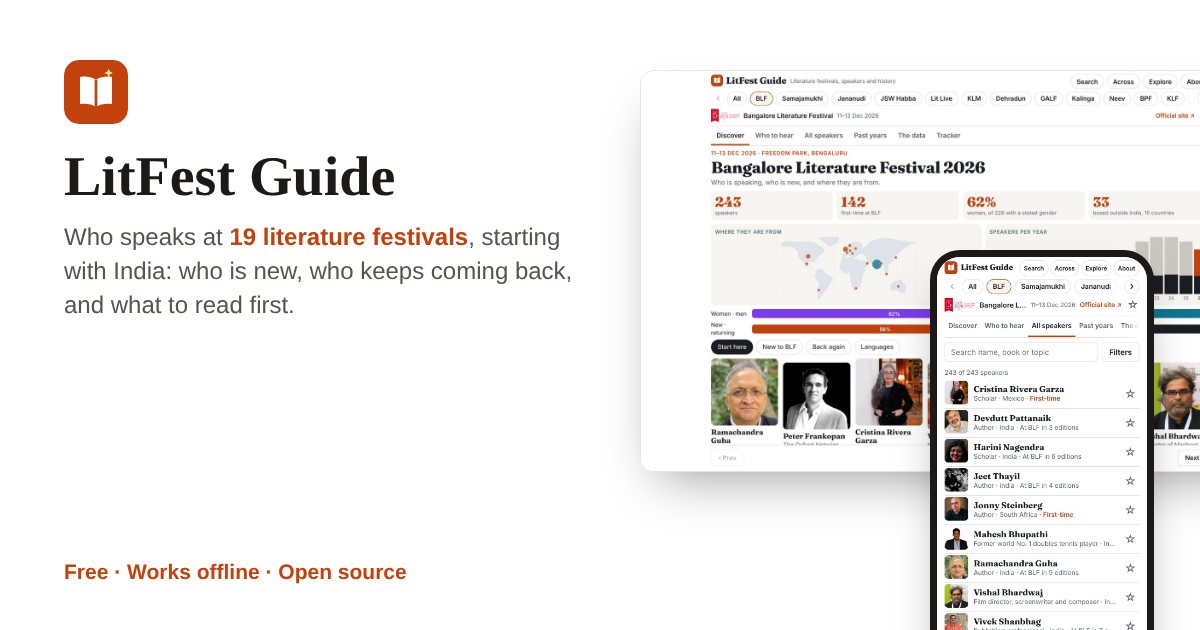 LitFest Guide
Who speaks at 19 literature festivals, starting
with India: who is new, who keeps coming back,
and what to read first.
Free · Works offline · Open source
LitFest Guide Literature festivals, speakers and history
Search Across Explore Abou
‹ All BLF Samajamukhi Jananudi JSW Habba Lit Live KLM Dehradun GALF Kalinga Neev BPF KLF
Bangalore Literature Festival 11–13 Dec 2026 Official site ↗
Discover Who to hear All speakers Past years The data Tracker
11–13 DEC 2026 · FREEDOM PARK, BENGALURU
Bangalore Literature Festival 2026
Who is speaking, who is new, and where they are from.
243 142 62% 33
speakers first-time at BLF women, of 226 with a stated gender based outside India, 15 countries
WHERE THEY ARE FROM SPEAKERS PER YEAR
Women · men 62%
New · returning 58%
Start here New to BLF Back again Languages
Ramachandra Guha
Peter Frankopan
Cristina Rivera Garza
‹ Prev Next
LitFest Guide Search Across Explore About
‹ All BLF Samajamukhi Jananudi ›
Bangalore L... 11–13 Dec 2026 Official site ↗ ☆
Discover Who to hear All speakers Past years The
Search name, book or topic Filters
243 of 243 speakers
Cristina Rivera Garza
Scholar · Mexico · First-time
Devdutt Pattanaik
Author · India · At BLF in 3 editions
Harini Nagendra
Scholar · India · At BLF in 6 editions
Jeet Thayil
Author · India · At BLF in 4 editions
Jonny Steinberg
Author · South Africa · First-time
Mahesh Bhupathi
Former world No. 1 doubles tennis player · In...
Ramachandra Guha
Author · India · At BLF in 9 editions
Vishal Bhardwaj
Film director, screenwriter and composer · In...
Vivek Shanbhag